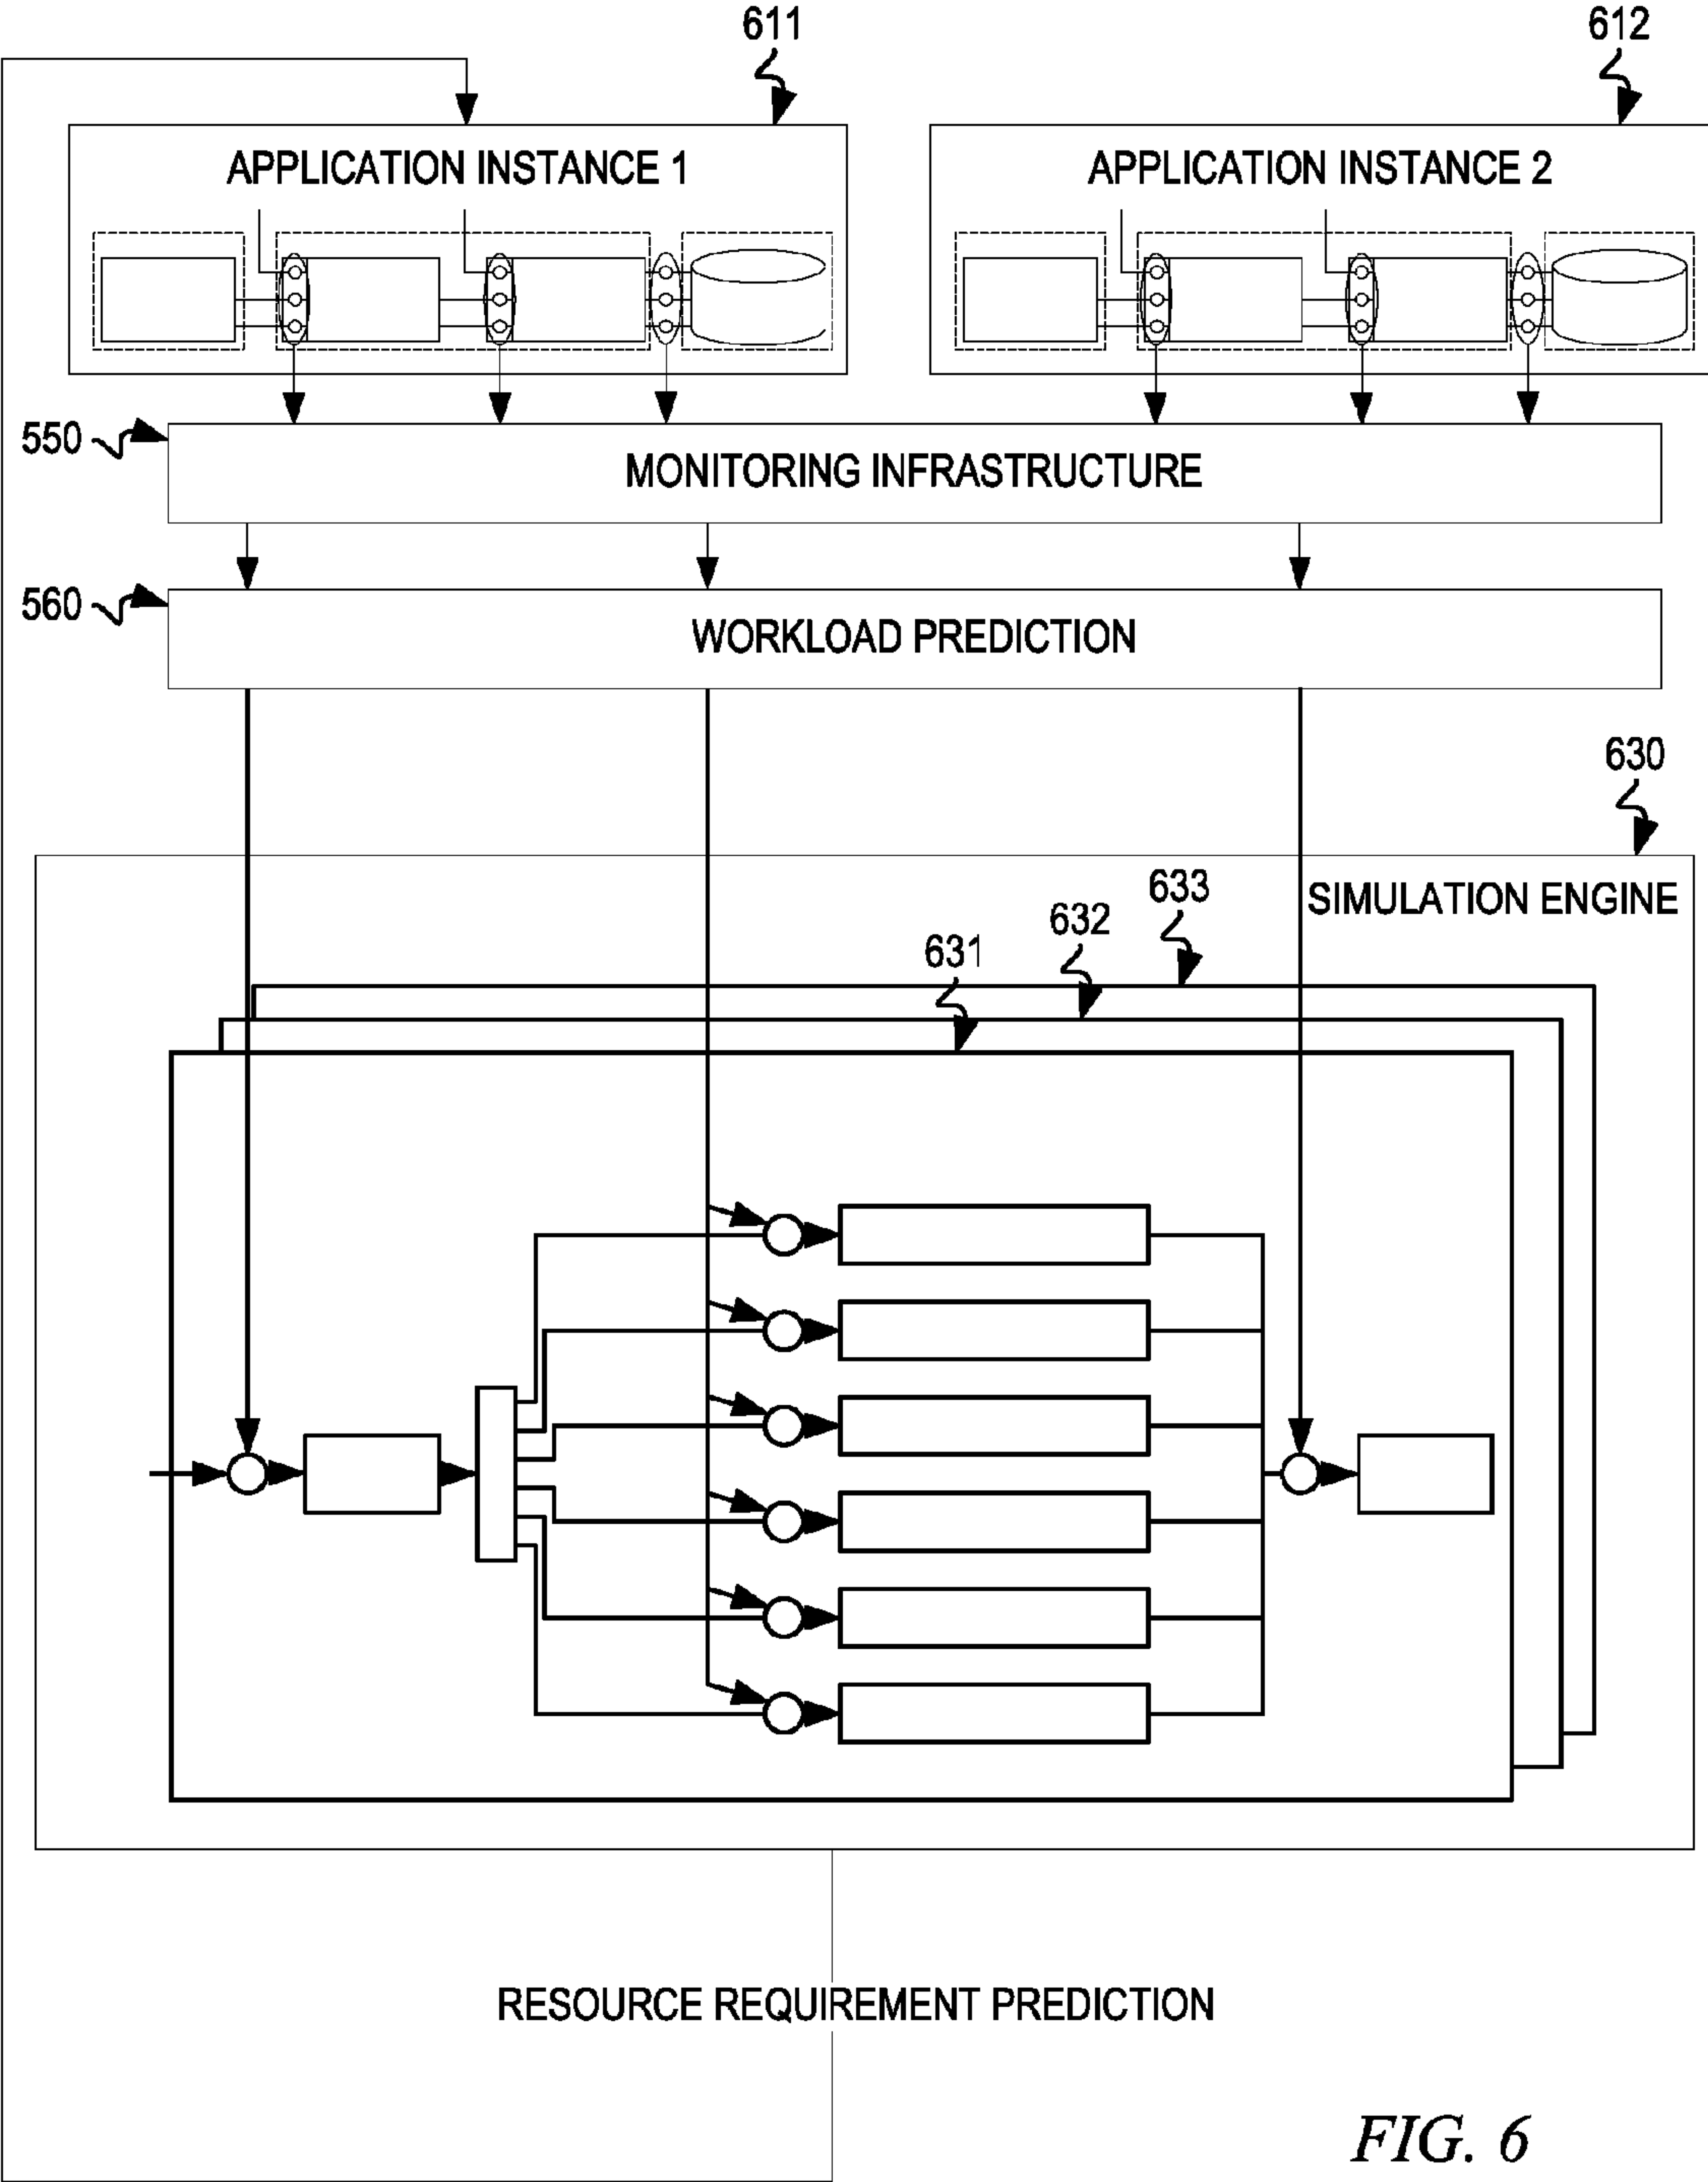 611
612
APPLICATION INSTANCE 1
APPLICATION INSTANCE 2
550
MONITORING INFRASTRUCTURE
560
WORKLOAD PREDICTION
630
SIMULATION ENGINE
633
632
631
RESOURCE REQUIREMENT PREDICTION
FIG. 6